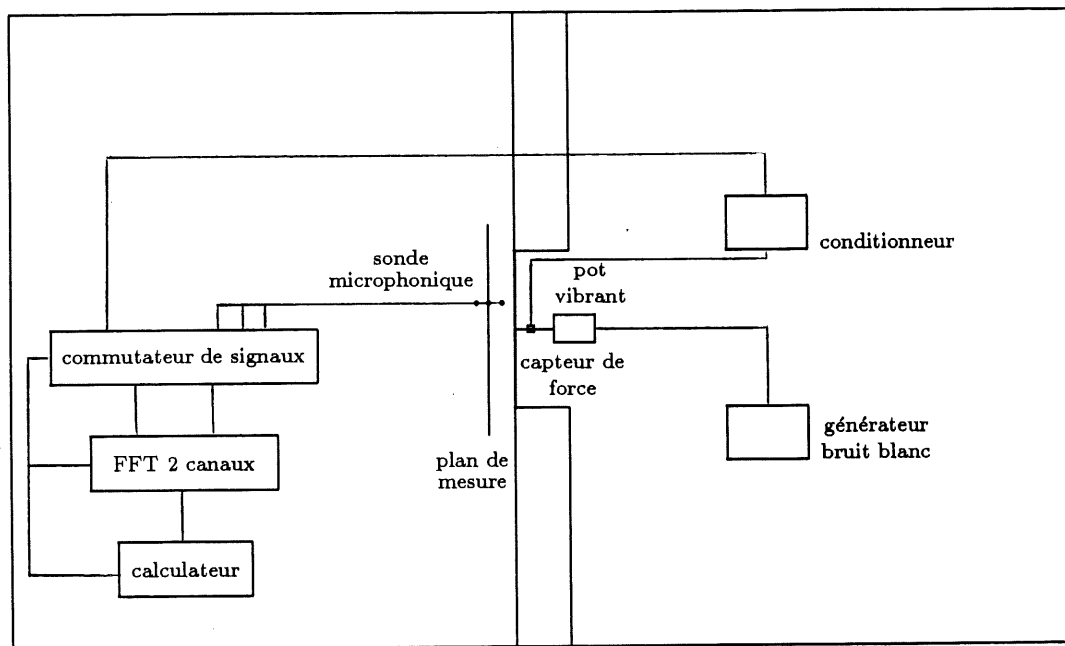 conditionneur
sonde
microphonique
pot
vibrant
commutateur de signaux
capteur de
force
générateur
bruit blanc
FFT 2 canaux
plan de
mesure
calculateur